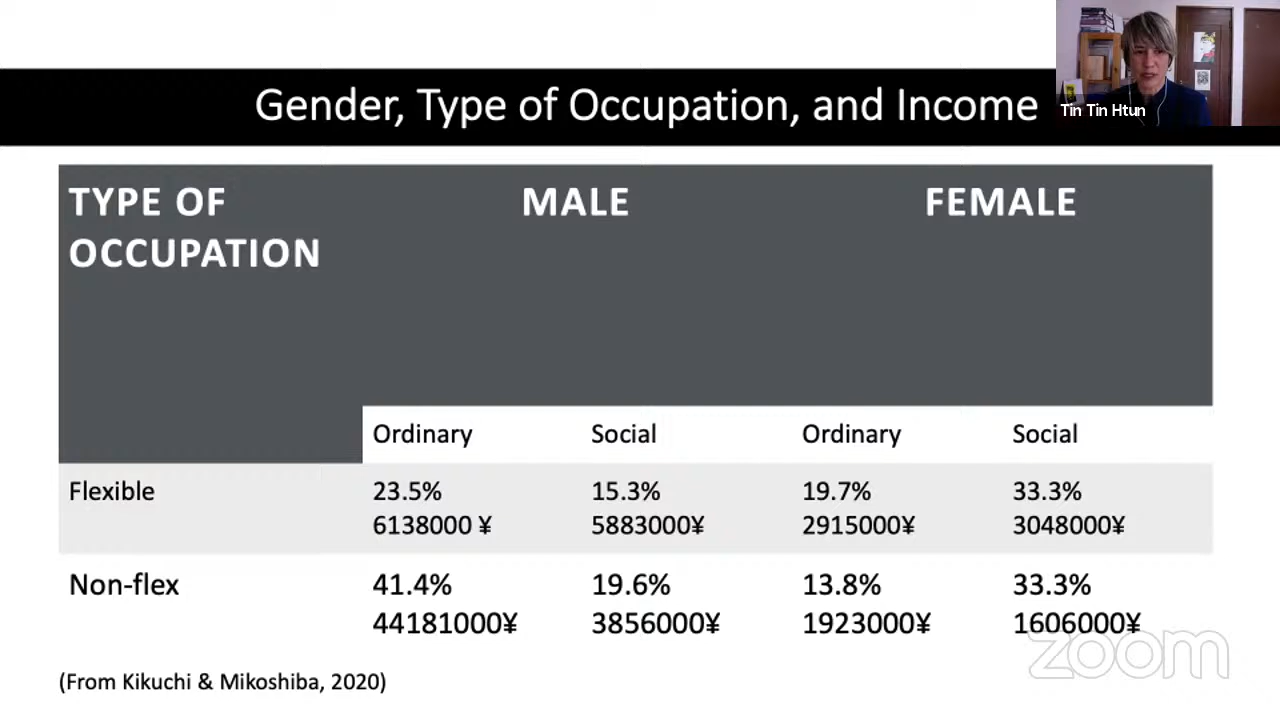 Gender, Type of Occupation, and Income
Tin Tin Htun
TYPE OF MALE FEMALE
OCCUPATION
Ordinary Social Ordinary Social
Flexible 23.5% 15.3% 19.7% 33.3%
6138000 ¥ 5883000¥ 2915000¥ 3048000¥
Non-flex 41.4% 19.6% 13.8% 33.3%
44181000¥ 3856000¥ 1923000¥ 1606000¥
zoom
(From Kikuchi & Mikoshiba, 2020)